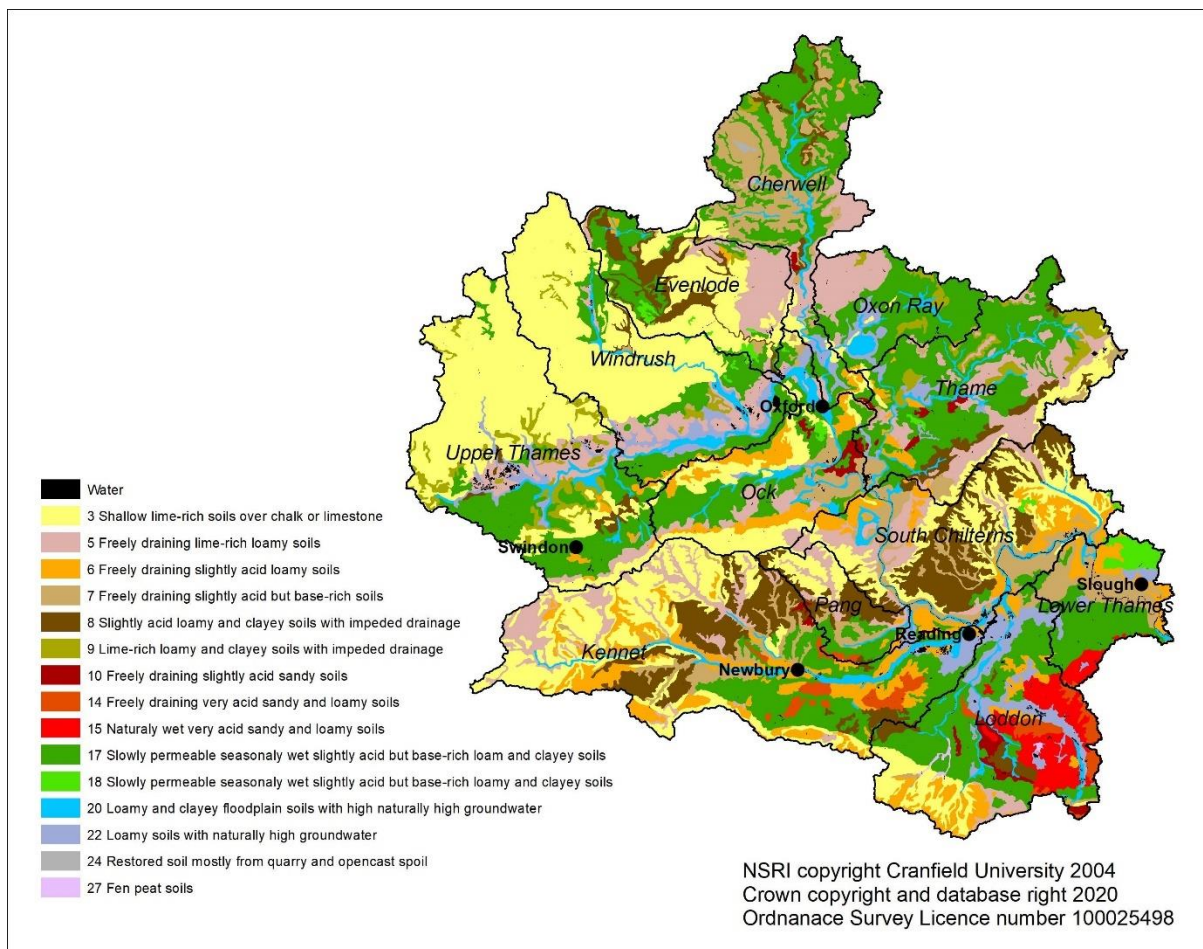 Cherwell
Evenlode
Oxon Ray
Windrush
Thame
Oxford
Upper Thames
Ock
South Chilterns
Swindon
Slough
Pang
Lower Thames
Reading
Kennet
Newbury
Loddon
Water
3 Shallow lime-rich soils over chalk or limestone
5 Freely draining lime-rich loamy soils
6 Freely draining slightly acid loamy soils
7 Freely draining slightly acid but base-rich soils
8 Slightly acid loamy and clayey soils with impeded drainage
9 Lime-rich loamy and clayey soils with impeded drainage
10 Freely draining slightly acid sandy soils
14 Freely draining very acid sandy and loamy soils
15 Naturaly wet very acid sandy and loamy soils
17 Slowly permeable seasonaly wet slightly acid but base-rich loam and clayey soils
18 Slowly permeable seasonaly wet slightly acid but base-rich loamy and clayey soils
20 Loamy and clayey floodplain soils with high naturally high groundwater
22 Loamy soils with naturally high groundwater
24 Restored soil mostly from quarry and opencast spoil
27 Fen peat soils
NSRI copyright Cranfield University 2004
Crown copyright and database right 2020
Ordnanace Survey Licence number 100025498